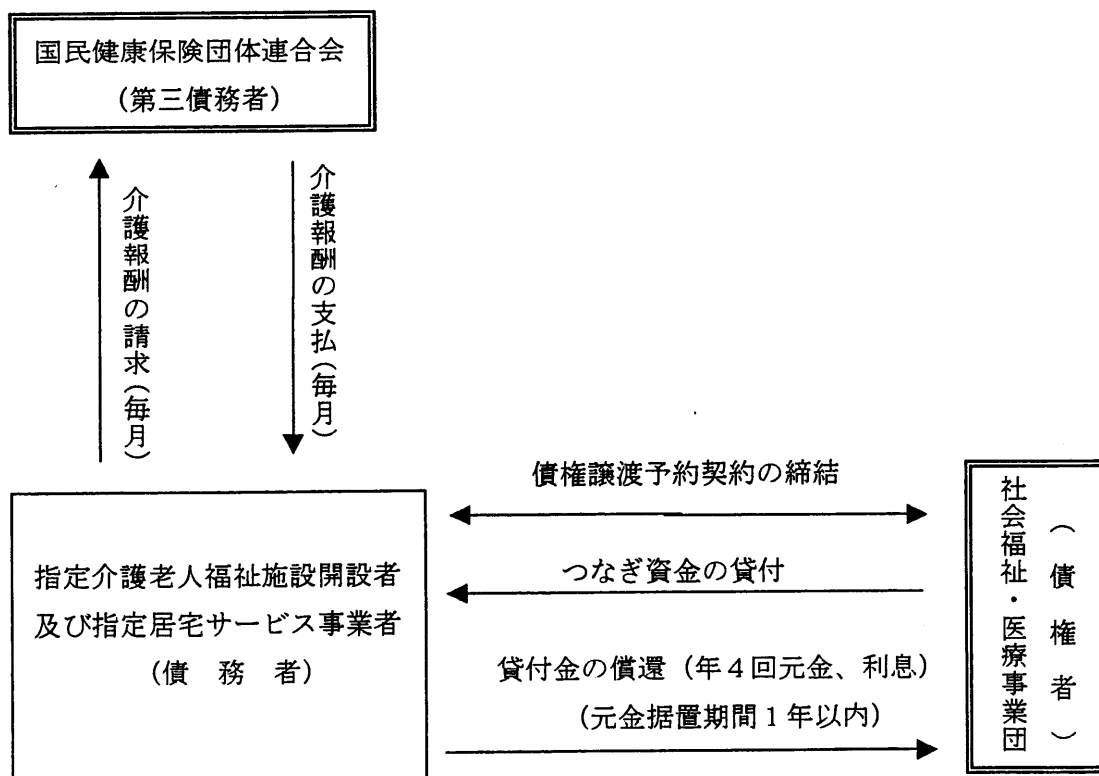 国民健康保険団体連合会
(第三債務者)
介護報酬の請求(毎月)
介護報酬の支払(毎月)
債権譲渡予約契約の締結
つなぎ資金の貸付
貸付金の償還(年4回元金、利息)
(元金据置期間1年以内)
指定介護老人福祉施設開設者
及び指定居宅サービス事業者
(債 務 者)
(債 権 者)
社会福祉・医療事業団